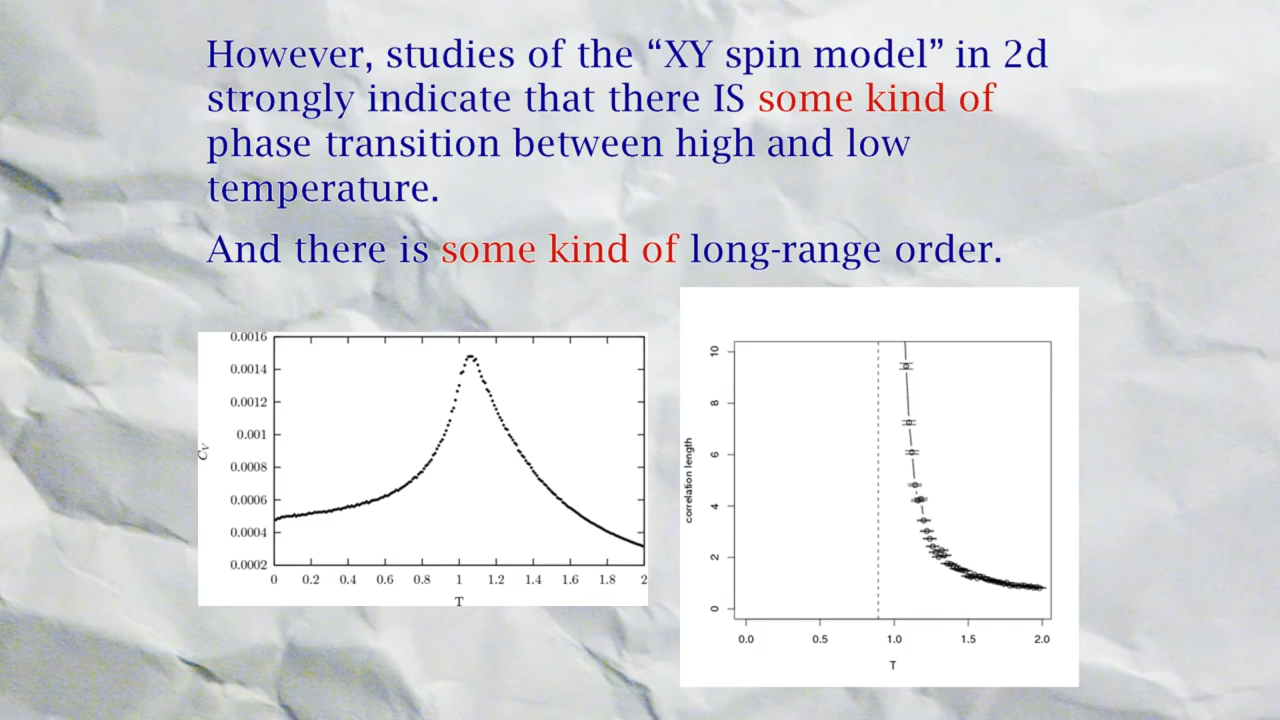 However, studies of the “XY spin model” in 2d
strongly indicate that there IS some kind of
phase transition between high and low
temperature.
And there is some kind of long-range order.
0.0016
0.0014
0.0012
0.001
0.0008
0.0006
0.0004
0.0002
C_V
0 0.2 0.4 0.6 0.8 1 1.2 1.4 1.6 1.8 2
T
10
8
6
4
2
0
correlation length
0.0 0.5 1.0 1.5 2.0
T